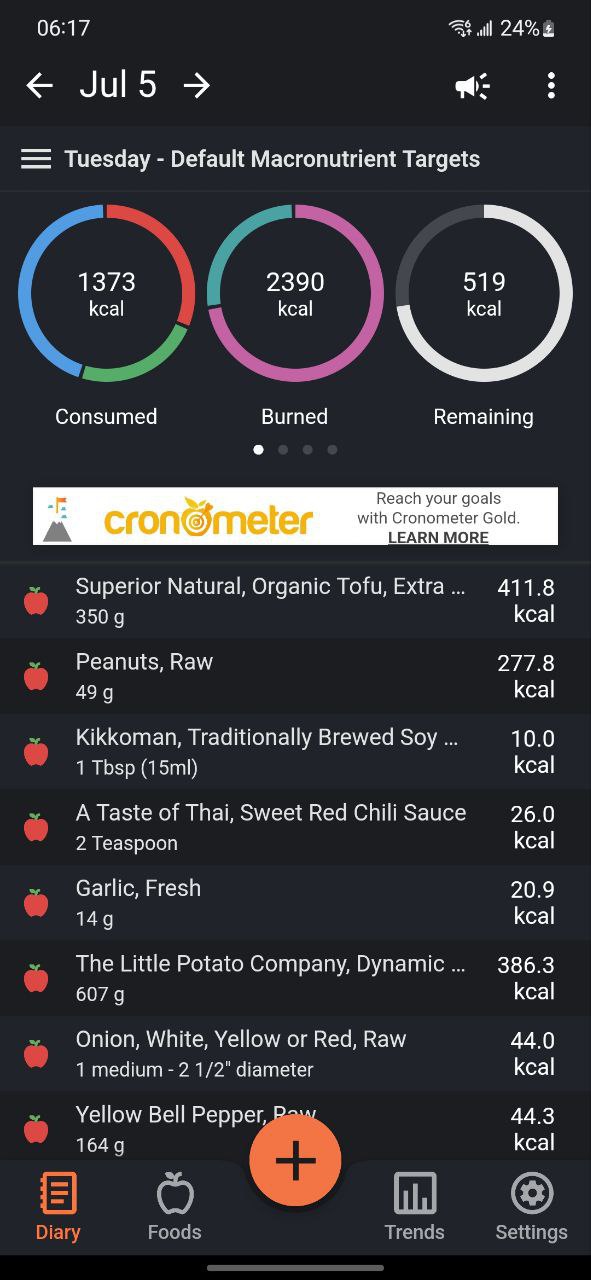 06:17
24%
Jul 5
Tuesday - Default Macronutrient Targets
1373
kcal
2390
kcal
519
kcal
Consumed
Burned
Remaining
cronometer
Reach your goals
with Cronometer Gold.
LEARN MORE
Superior Natural, Organic Tofu, Extra ...
411.8
kcal
350 g
Peanuts, Raw
277.8
kcal
49 g
Kikkoman, Traditionally Brewed Soy ...
10.0
kcal
1 Tbsp (15ml)
A Taste of Thai, Sweet Red Chili Sauce
26.0
kcal
2 Teaspoon
Garlic, Fresh
20.9
kcal
14 g
The Little Potato Company, Dynamic ...
386.3
kcal
607 g
Onion, White, Yellow or Red, Raw
44.0
kcal
1 medium - 2 1/2" diameter
Yellow Bell Pepper, Raw
44.3
kcal
164 g
Diary
Foods
Trends
Settings